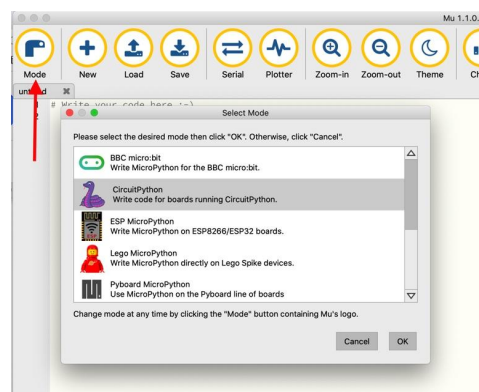 Mu 1.1.0.
Mode New Load Save Serial Plotter Zoom-in Zoom-out Theme
# Write your code here :-)
Select Mode
Please select the desired mode then click "OK". Otherwise, click "Cancel".
BBC micro:bit
Write MicroPython for the BBC micro:bit.
CircuitPython
Write code for boards running CircuitPython.
ESP MicroPython
Write MicroPython on ESP8266/ESP32 boards.
Lego MicroPython
Write MicroPython directly on Lego Spike devices.
Pyboard MicroPython
Use MicroPython on the Pyboard line of boards
Change mode at any time by clicking the "Mode" button containing Mu's logo.
Cancel OK